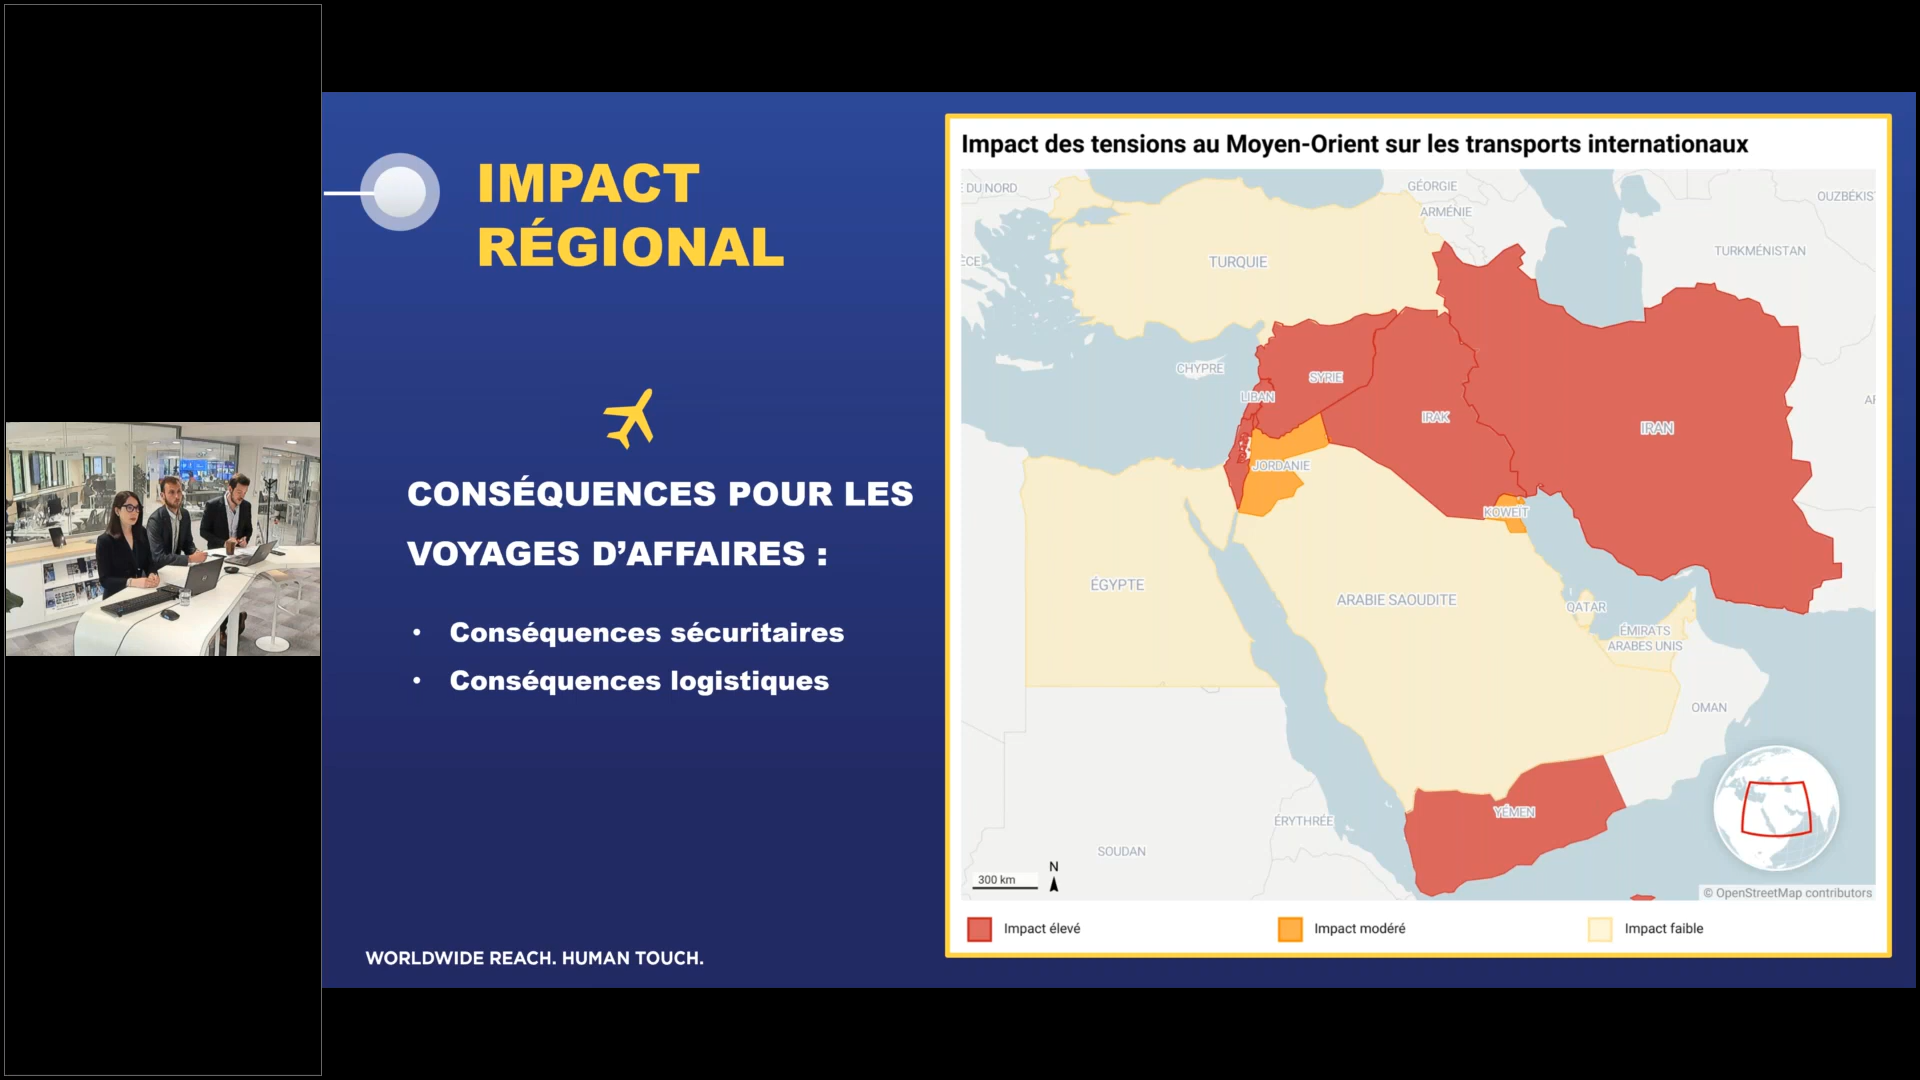 IMPACT
RÉGIONAL
CONSÉQUENCES POUR LES
VOYAGES D’AFFAIRES :
• Conséquences sécuritaires
• Conséquences logistiques
WORLDWIDE REACH. HUMAN TOUCH.
Impact des tensions au Moyen-Orient sur les transports internationaux
E DU NORD
GÉORGIE
OUZBÉKIS
ARMÉNIE
TURKMÉNISTAN
ÈCE
TURQUIE
CHYPRE
SYRIE
LIBAN
AF
IRAK
IRAN
JORDANIE
KOWEÏT
ÉGYPTE
ARABIE SAOUDITE
QATAR
ÉMIRATS
ARABES UNIS
OMAN
YÉMEN
ÉRYTHRÉE
SOUDAN
N
300 km
© OpenStreetMap contributors
Impact élevé
Impact modéré
Impact faible